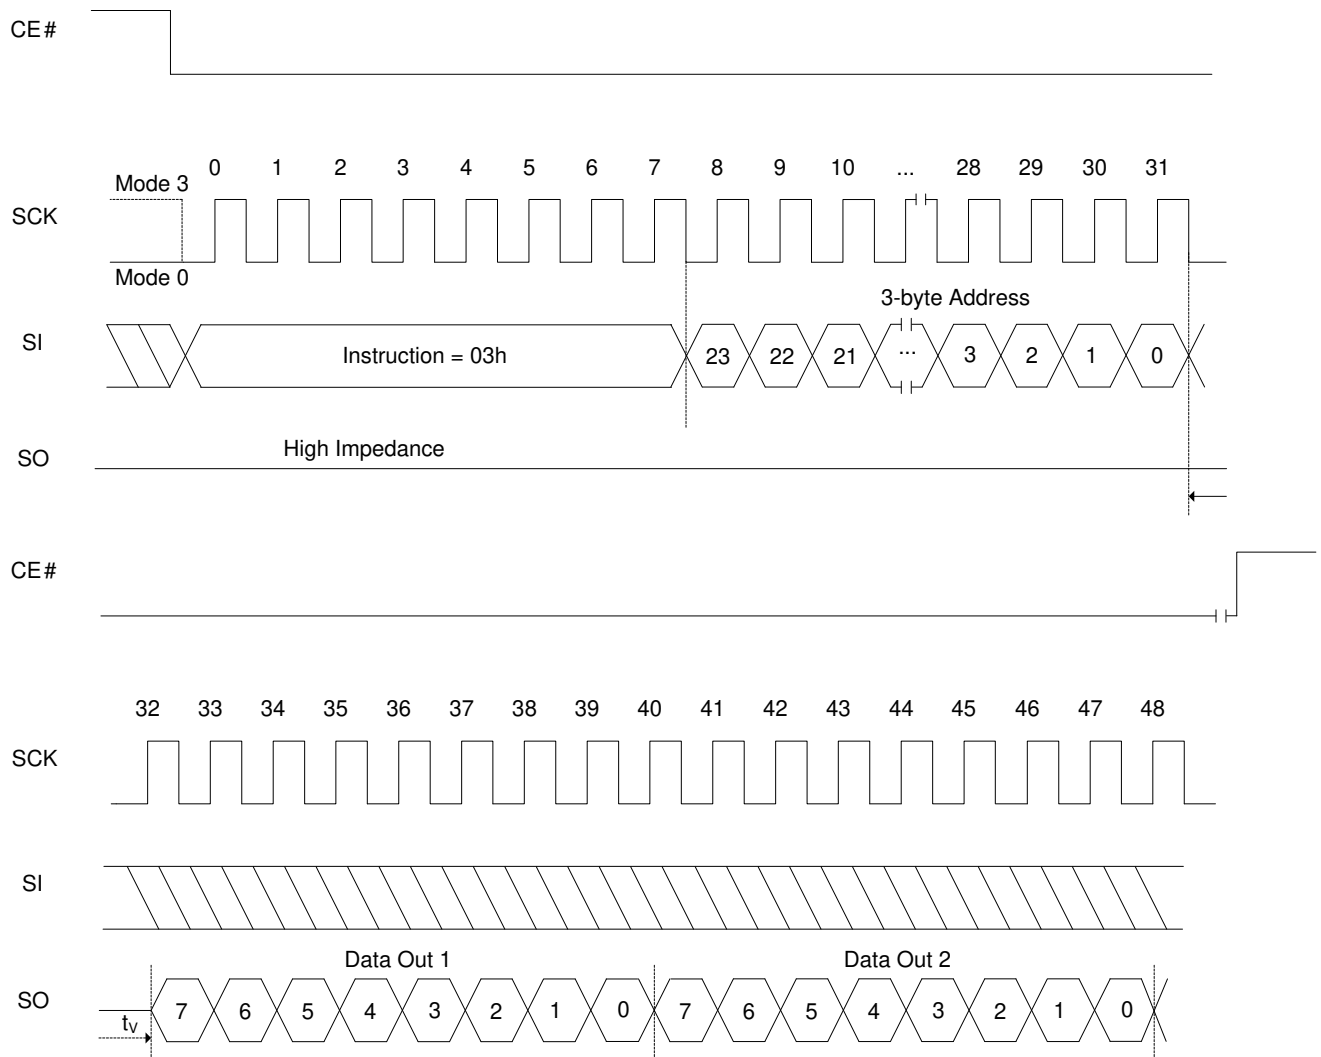 CE#
0 1 2 3 4 5 6 7 8 9 10 ... 28 29 30 31
Mode 3
SCK
Mode 0
3-byte Address
SI
Instruction = 03h 23 22 21 ... 3 2 1 0
High Impedance
SO
CE#
32 33 34 35 36 37 38 39 40 41 42 43 44 45 46 47 48
SCK
SI
Data Out 1 Data Out 2
SO
7 6 5 4 3 2 1 0 7 6 5 4 3 2 1 0
tV